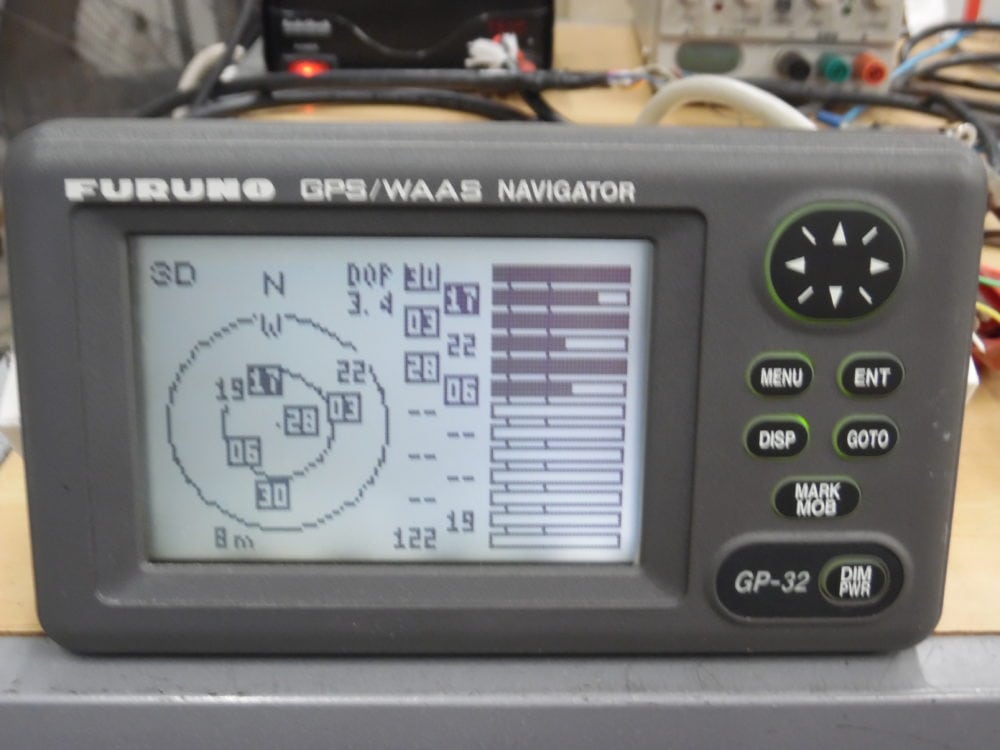 FURUNO GPS/WAAS NAVIGATOR
3D
N
W
DOP
3.4
30
17
03
22
28
06
--
--
--
--
--
19
122
22
19 17
03
28
06
30
8m
MENU ENT
DISP GOTO
MARK
MOB
GP-32
DIM
PWR